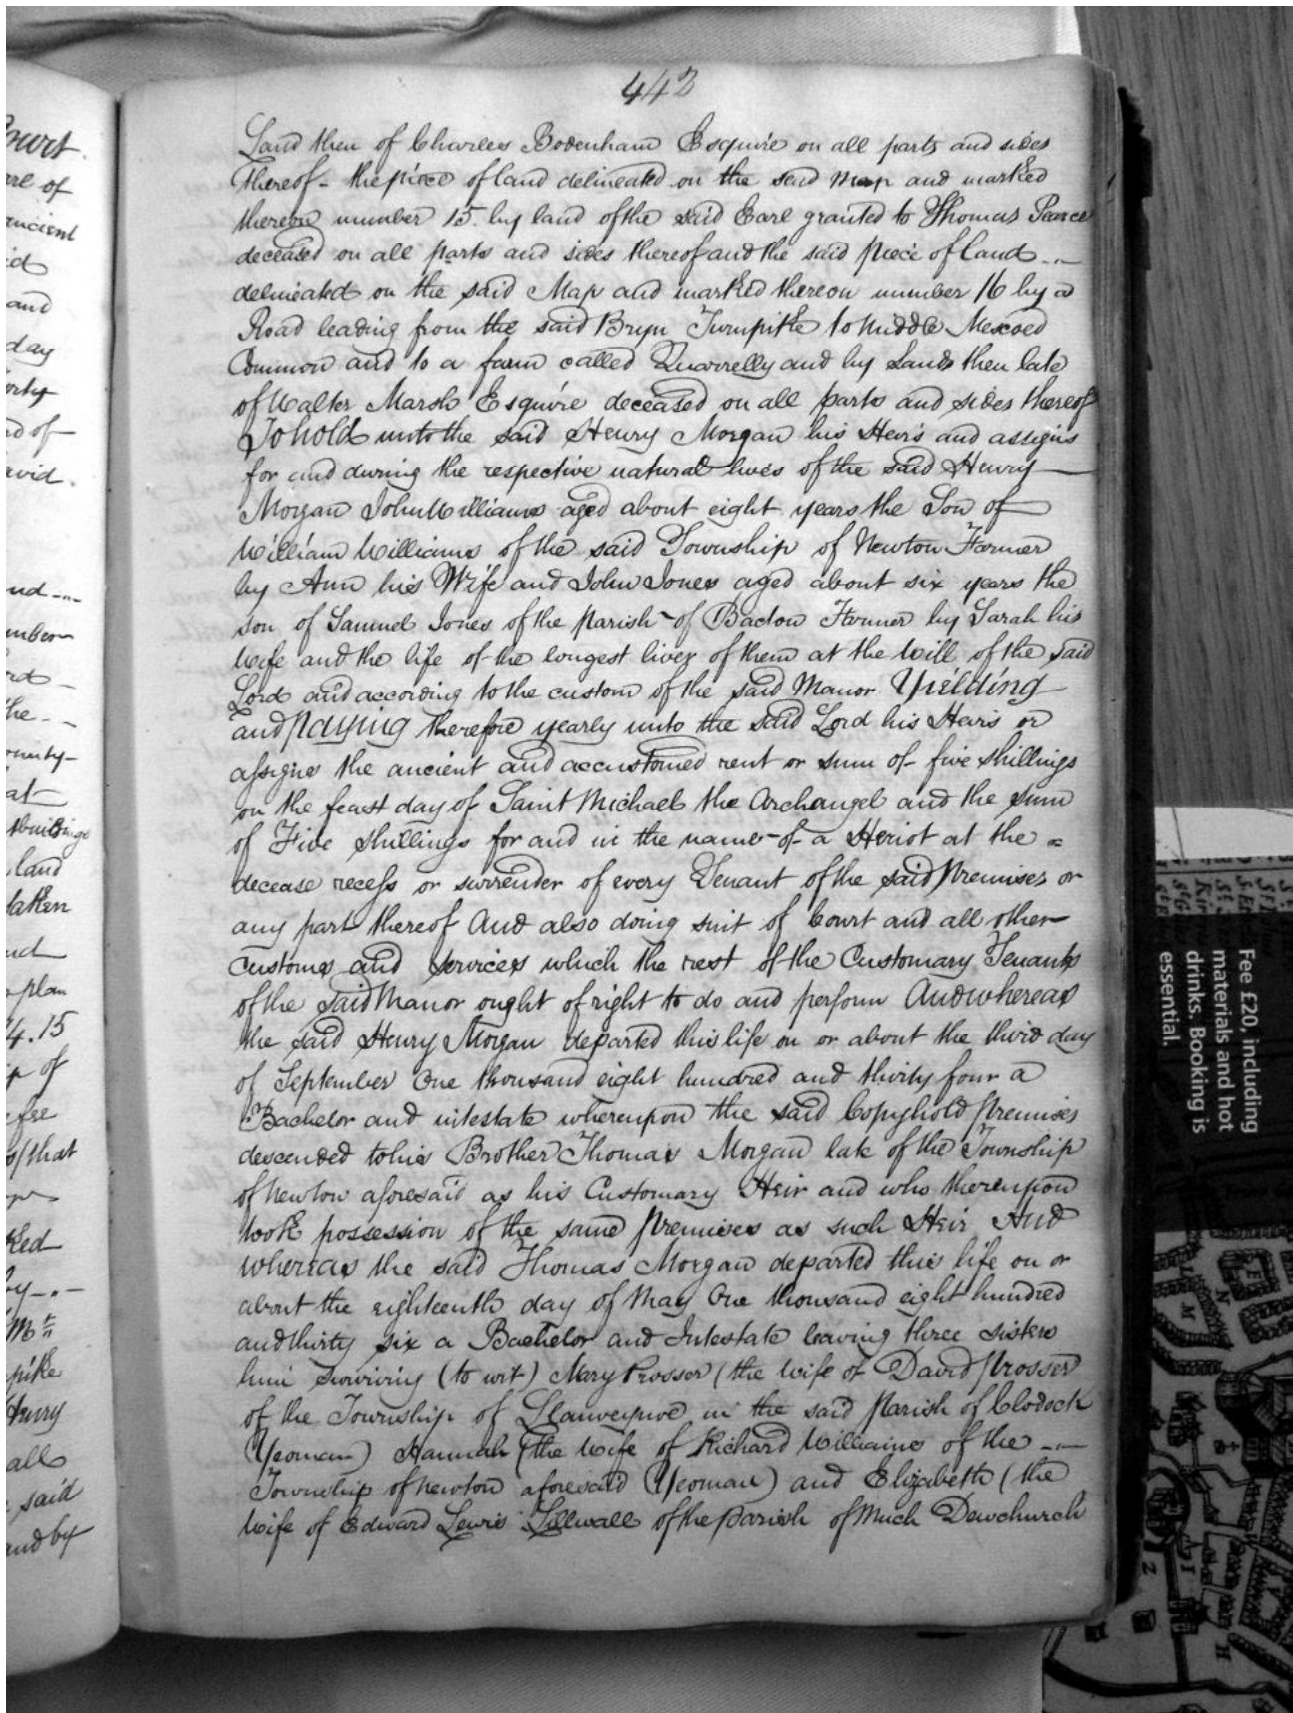 442
Land then of Charles Bodenham Esquire on all parts and sides
thereof - the piece of land delineated on the said Map and marked
thereon number 15. by land of the said Earl granted to Thomas Pearce
deceased on all parts and sides thereof and the said piece of land
delineated on the said Map and marked thereon number 16 by a
Road leading from the said Bryn Turnpike to Middle Mescoed
Common and to a farm called Quarrelly and by Lands then late
of Walter Marsh Esquire deceased on all parts and sides thereof
To hold unto the said Henry Morgan his Heirs and assigns
for and during the respective natural lives of the said Henry
Morgan John Williams aged about eight years the Son of
William Williams of the said Township of Newton Farmer
by Ann his Wife and John Jones aged about six years the
son of Samuel Jones of the parish of Bacton Farmer by Sarah his
Wife and the life of the longest liver of them at the Will of the said
Lord and according to the custom of the said Manor Yielding
and paying therefore yearly unto the said Lord his Heirs or
assigns the ancient and accustomed rent or sum of five shillings
on the feast day of Saint Michael the Archangel and the sum
of Five shillings for and in the name of a Heriot at the =
decease recess or surrender of every Tenant of the said premises or
any part thereof And also doing suit of Court and all other
customs and services which the rest of the Customary Tenants
of the said Manor ought of right to do and perform And whereas
the said Henry Morgan departed this life on or about the third day
of September One thousand eight hundred and thirty four a
Bachelor and intestate whereupon the said Copyhold premises
descended to his Brother Thomas Morgan late of the Township
of Newton aforesaid as his Customary Heir and who thereupon
took possession of the same premises as such Heir And
whereas the said Thomas Morgan departed this life on or
about the eighteenth day of May One thousand eight hundred
and thirty six a Bachelor and Intestate leaving three sisters
him surviving (to wit) Mary Prosser (the wife of David Prosser
of the Township of Llanveynoe in the said parish of Clodock
Yeoman) Hannah (the Wife of Richard Williams of the
Township of Newton aforesaid Yeoman) and Elizabeth (the
Wife of Edward Lewis Tillwall of the parish of Much Dewchurch
ancient
and
day
land
taken
plan
4.15
that
all
said
and by
Fee £20, including
materials and hot
drinks. Booking is
essential.